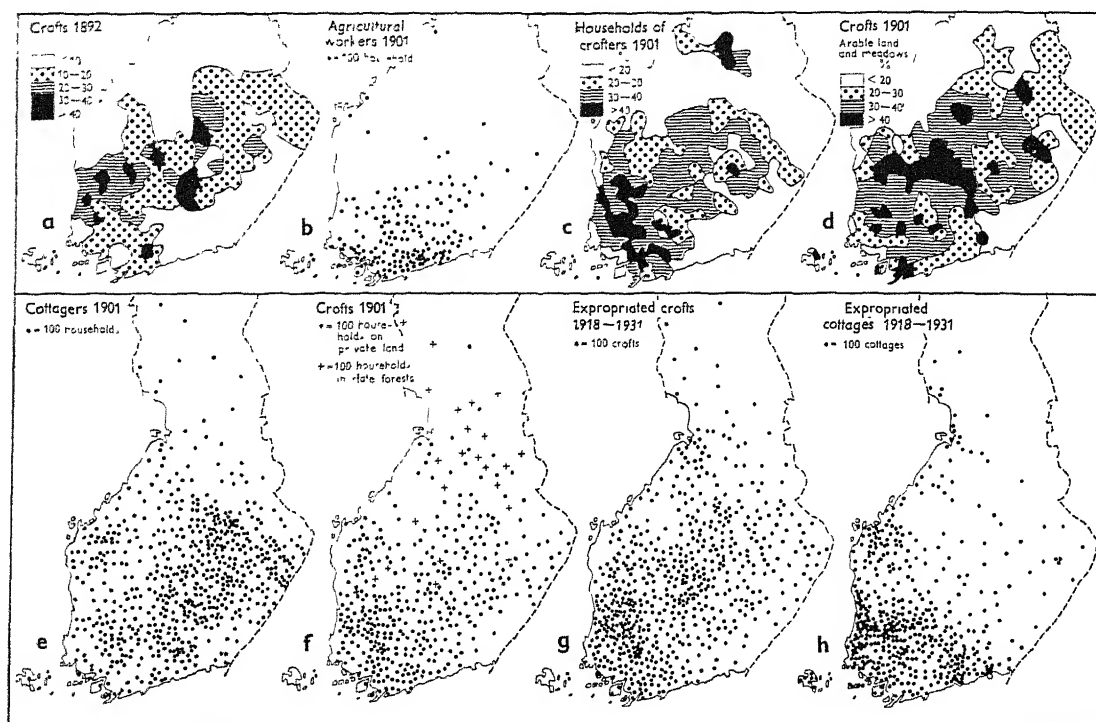 Crofts 1892
10—20
20—30
30—40
> 40
a
Agricultural
workers 1901
•= 100 household
b
Households of
crofters 1901
< 20
20—30
30—40
> 40
c
Crofts 1901
Arable land
and meadows
%
< 20
20—30
30—40
> 40
d
Cottagers 1901
•= 100 households
e
Crofts 1901
•=100 house-
holds on
private land
+=100 households
in state forests
f
Expropriated crofts
1918—1931
•= 100 crofts
g
Expropriated
cottages 1918—1931
•= 100 cottages
h